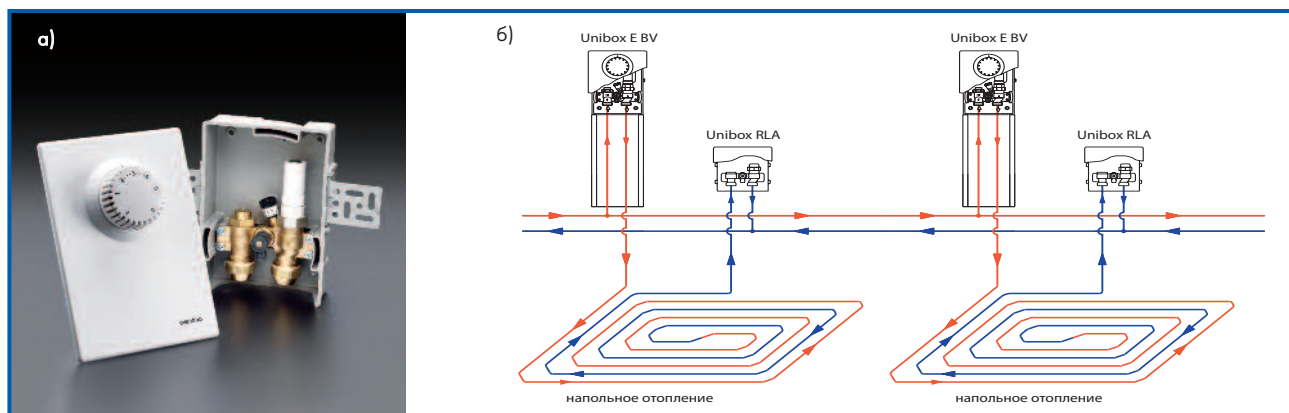 а)
б)
Unibox E BV
Unibox E BV
Unibox RLA
Unibox RLA
напольное отопление
напольное отопление